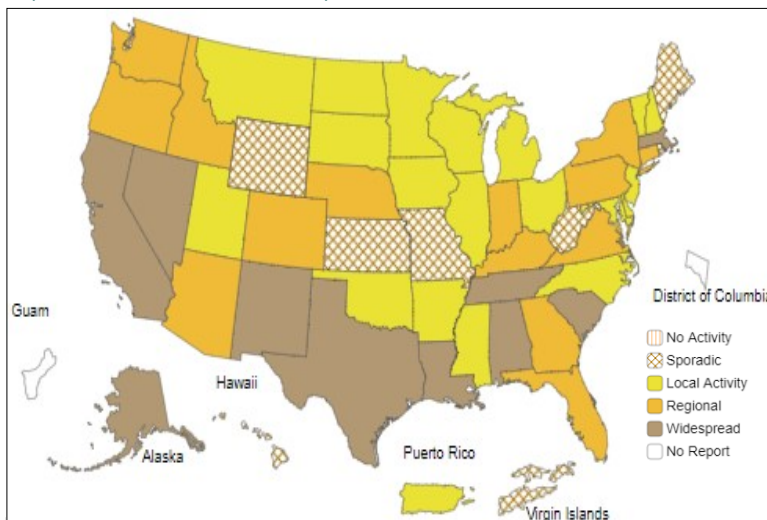 Guam
District of Columbia
No Activity
Sporadic
Local Activity
Regional
Widespread
No Report
Hawaii
Alaska
Puerto Rico
Virgin Islands